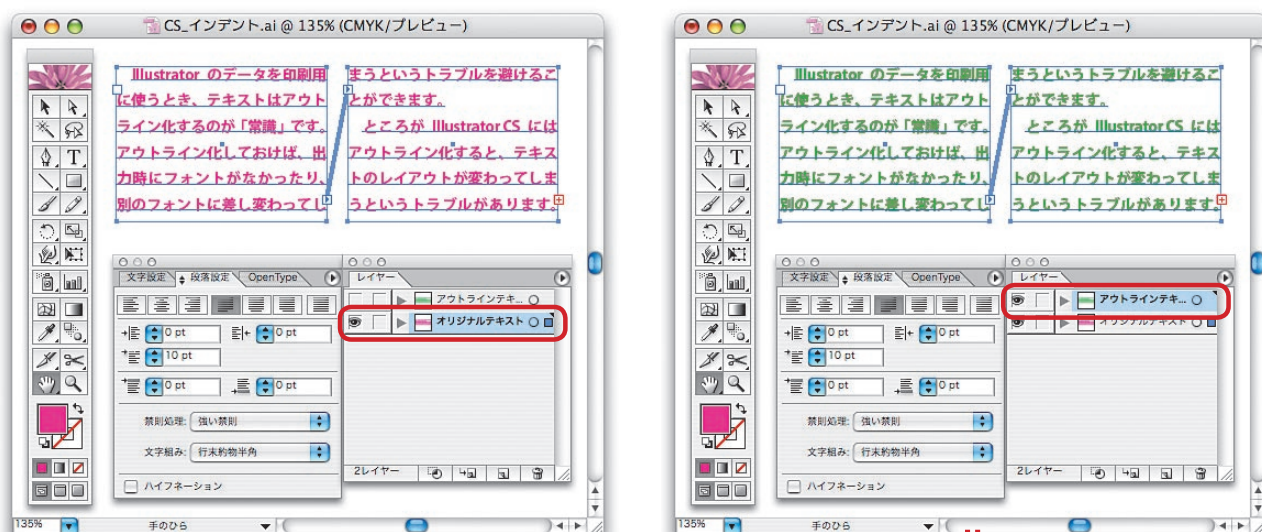 CS_インデント.ai @ 135% (CMYK/プレビュー)
Illustrator のデータを印刷用
に使うとき、テキストはアウト
ライン化するのが「常識」です。
アウトライン化しておけば、出
力時にフォントがなかったり、
別のフォントに差し変わってし
まうというトラブルを避けるこ
とができます。
ところが Illustrator CS には
アウトライン化すると、テキス
トのレイアウトが変わってしま
うというトラブルがあります。
文字設定 段落設定 OpenType
0 pt 0 pt
10 pt
0 pt 0 pt
禁則処理: 強い禁則
文字組み: 行末約物半角
ハイフネーション
レイヤー
アウトラインテキ...
オリジナルテキスト
2レイヤー
135% 手のひら
CS_インデント.ai @ 135% (CMYK/プレビュー)
Illustrator のデータを印刷用
に使うとき、テキストはアウト
ライン化するのが「常識」です。
アウトライン化しておけば、出
力時にフォントがなかったり、
別のフォントに差し変わってし
まうというトラブルを避けるこ
とができます。
ところが Illustrator CS には
アウトライン化すると、テキス
トのレイアウトが変わってしま
うというトラブルがあります。
文字設定 段落設定 OpenType
0 pt 0 pt
10 pt
0 pt 0 pt
禁則処理: 強い禁則
文字組み: 行末約物半角
ハイフネーション
レイヤー
アウトラインテキ...
オリジナルテキスト
2レイヤー
135% 手のひら